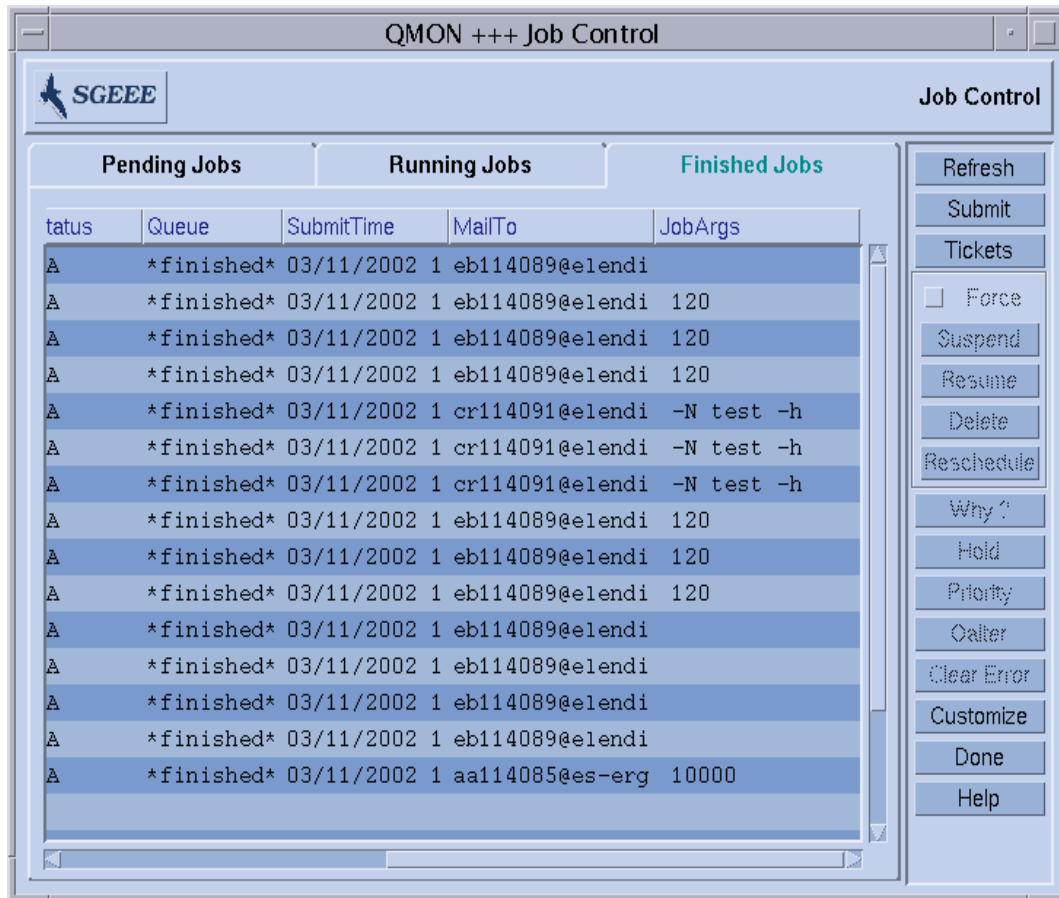 QMON +++ Job Control
SGEEE
Job Control
Pending Jobs Running Jobs Finished Jobs
tatus Queue SubmitTime MailTo JobArgs
A *finished* 03/11/2002 1 eb114089@elendi
A *finished* 03/11/2002 1 eb114089@elendi 120
A *finished* 03/11/2002 1 eb114089@elendi 120
A *finished* 03/11/2002 1 eb114089@elendi 120
A *finished* 03/11/2002 1 cr114091@elendi -N test -h
A *finished* 03/11/2002 1 cr114091@elendi -N test -h
A *finished* 03/11/2002 1 cr114091@elendi -N test -h
A *finished* 03/11/2002 1 eb114089@elendi 120
A *finished* 03/11/2002 1 eb114089@elendi 120
A *finished* 03/11/2002 1 eb114089@elendi 120
A *finished* 03/11/2002 1 eb114089@elendi
A *finished* 03/11/2002 1 eb114089@elendi
A *finished* 03/11/2002 1 eb114089@elendi
A *finished* 03/11/2002 1 eb114089@elendi
A *finished* 03/11/2002 1 aa114085@es-erg 10000
Refresh
Submit
Tickets
Force
Suspend
Resume
Delete
Reschedule
Why ?
Hold
Priority
Qalter
Clear Error
Customize
Done
Help